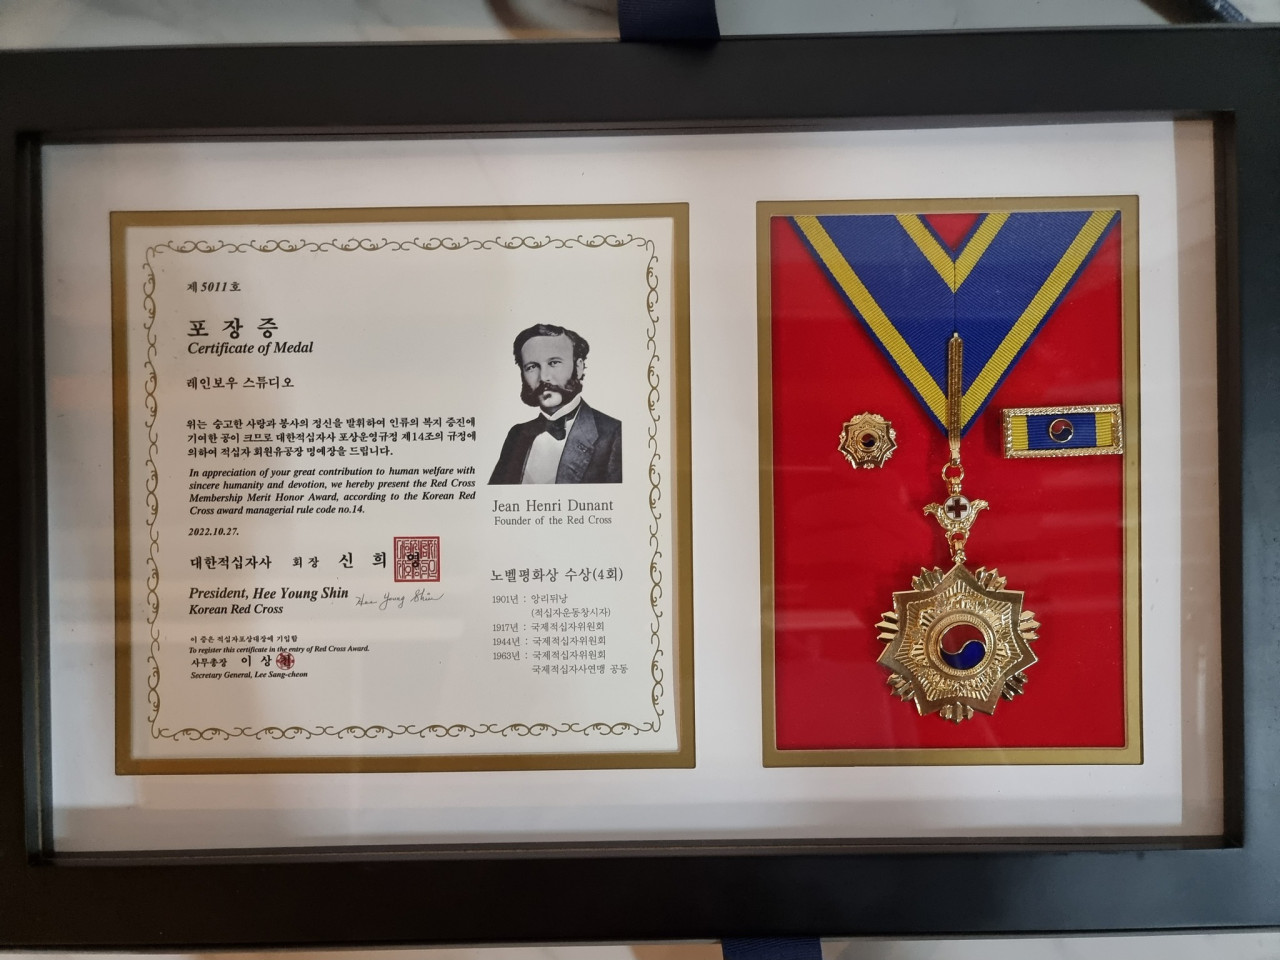 제 5011 호
포 장 증
Certificate of Medal
레인보우 스튜디오
위는 숭고한 사랑과 봉사의 정신을 발휘하여 인류의 복지 증진에
기여한 공이 크므로 대한적십자사 포상운영규정 제14조의 규정에
의하여 적십자 회원유공장 명예장을 드립니다.
In appreciation of your great contribution to human welfare with
sincere humanity and devotion, we hereby present the Red Cross
Membership Merit Honor Award, according to the Korean Red
Cross award managerial rule code no.14.
2022.10.27.
대한적십자사 회장 신 희 영
President, Hee Young Shin
Hee Young Shin
Korean Red Cross
이 증은 적십자포상대장에 기입함
To register this certificate in the entry of Red Cross Award.
사무총장 이 상
Secretary General, Lee Sang-cheon
Jean Henri Dunant
Founder of the Red Cross
노벨평화상 수상(4회)
1901년 : 앙리뒤낭
(적십자운동창시자)
1917년 : 국제적십자위원회
1944년 : 국제적십자위원회
1963년 : 국제적십자위원회
국제적십자사연맹 공동